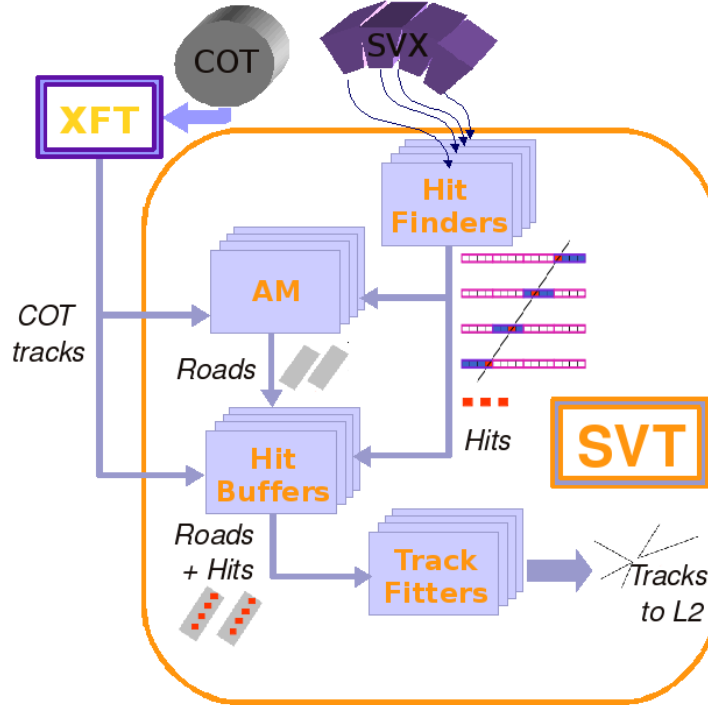 COT
SVX
XFT
Hit
Finders
AM
COT
tracks
Roads
Hits
SVT
Hit
Buffers
Roads
+ Hits
Track
Fitters
Tracks
to L2